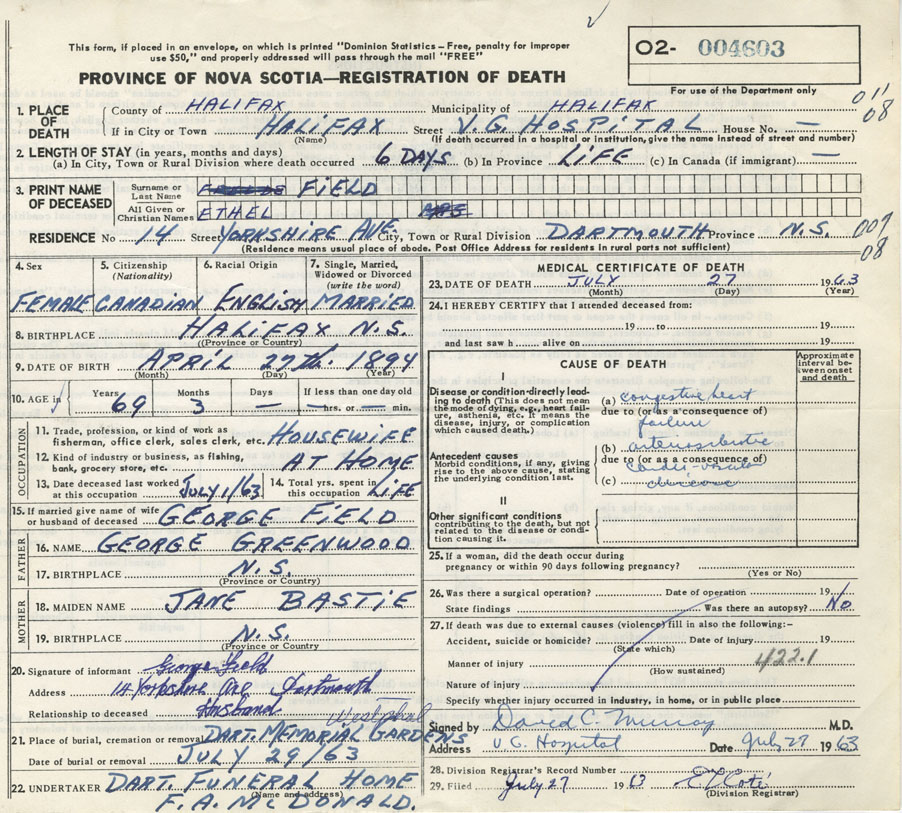 This form, if placed in an envelope, on which is printed "Dominion Statistics – Free, penalty for improper
use $50," and properly addressed will pass through the mail "FREE"
PROVINCE OF NOVA SCOTIA—REGISTRATION OF DEATH
O2- 004603
For use of the Department only
011
08
1. PLACE OF DEATH
County of HALIFAX Municipality of HALIFAX
If in City or Town HALIFAX Street V.G. HOSPITAL House No. —
(Name) (If death occurred in a hospital or institution, give the name instead of street and number)
2. LENGTH OF STAY (in years, months and days)
(a) In City, Town or Rural Division where death occurred 6 DAYS (b) In Province LIFE (c) In Canada (if immigrant) —
3. PRINT NAME OF DECEASED
Surname or Last Name FIELD
All Given or Christian Names ETHEL
RESIDENCE No 14 Street YORKSHIRE AVE. City, Town or Rural Division DARTMOUTH Province N.S.
(Residence means usual place of abode. Post Office Address for residents in rural parts not sufficient)
007
08
4. Sex 5. Citizenship (Nationality) 6. Racial Origin 7. Single, Married, Widowed or Divorced (write the word)
FEMALE CANADIAN ENGLISH MARRIED
8. BIRTHPLACE HALIFAX N.S.
(Province or Country)
9. DATE OF BIRTH APRIL 27th. 1894
(Month) (Day) (Year)
10. AGE in Years 69 Months 3 Days — If less than one day old — hrs. or — min.
OCCUPATION
11. Trade, profession, or kind of work as fisherman, office clerk, sales clerk, etc. HOUSEWIFE
12. Kind of industry or business, as fishing, bank, grocery store, etc. AT HOME
13. Date deceased last worked at this occupation JULY 1/63 14. Total yrs. spent in this occupation LIFE
15. If married give name of wife or husband of deceased GEORGE FIELD
FATHER
16. NAME GEORGE GREENWOOD
17. BIRTHPLACE N.S.
(Province or Country)
MOTHER
18. MAIDEN NAME JANE BASTIE
19. BIRTHPLACE N.S.
(Province or Country
20. Signature of informant George Field
Address 14 Yorkshire Ave Dartmouth
Relationship to deceased Husband
Westphal
21. Place of burial, cremation or removal DART. MEMORIAL GARDENS
Date of burial or removal JULY 29/63
22. UNDERTAKER DART. FUNERAL HOME
(Name and address)
F.A. McDONALD.
MEDICAL CERTIFICATE OF DEATH
23. DATE OF DEATH JULY 27 1963
(Month) (Day) (Year)
24. I HEREBY CERTIFY that I attended deceased from:
19 to 19
and last saw h alive on 19
CAUSE OF DEATH
Approximate interval between onset and death
I
Disease or condition directly leading to death (This does not mean the mode of dying, e.g., heart failure, asthenia, etc. It means the disease, injury, or complication which caused death.)
(a) congestive heart
due to (or as a consequence of)
failure
Antecedent causes
Morbid conditions, if any, giving rise to the above cause, stating the underlying condition last.
(b) arteriosclerotic
due to (or as a consequence of)
cardio-vascular
(c) disease
II
Other significant conditions
contributing to the death, but not related to the disease or condition causing it.
25. If a woman, did the death occur during
pregnancy or within 90 days following pregnancy?
(Yes or No)
26. Was there a surgical operation? Date of operation 19
State findings Was there an autopsy? No
27. If death was due to external causes (violence) fill in also the following:–
Accident, suicide or homicide? Date of injury 19
(State which)
Manner of injury 422.1
(How sustained)
Nature of injury
Specify whether injury occurred in industry, in home, or in public place
Signed by David C. Murray M.D.
Address V G. Hospital Date July 27 1963
28. Division Registrar's Record Number
29. Filed July 27 1963
(Division Registrar)